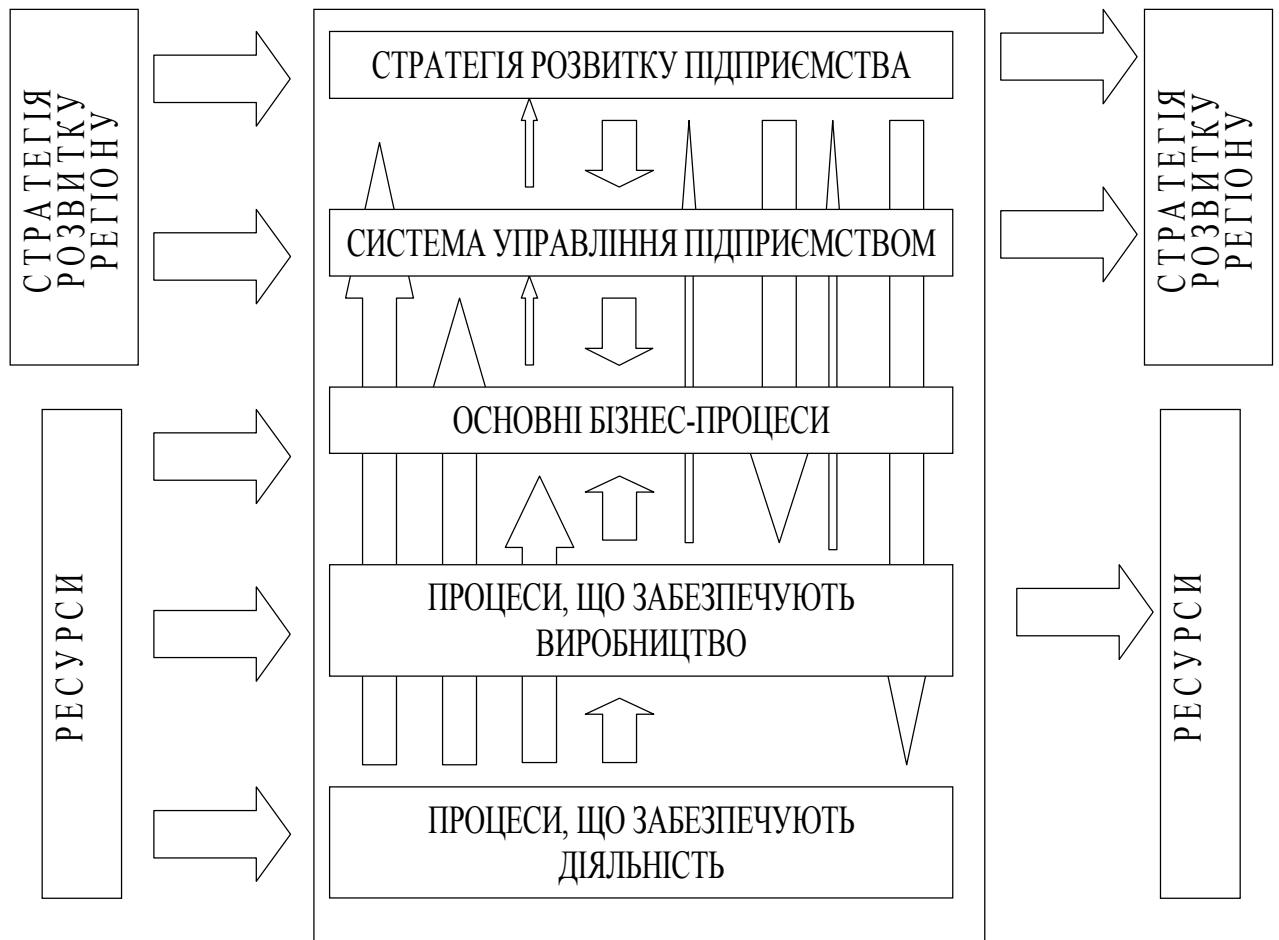 СТРАТЕГІЯ
РОЗВИТКУ
РЕГІОНУ
РЕСУРСИ
СТРАТЕГІЯ РОЗВИТКУ ПІДПРИЄМСТВА
СИСТЕМА УПРАВЛІННЯ ПІДПРИЄМСТВОМ
ОСНОВНІ БІЗНЕС-ПРОЦЕСИ
ПРОЦЕСИ, ЩО ЗАБЕЗПЕЧУЮТЬ
ВИРОБНИЦТВО
ПРОЦЕСИ, ЩО ЗАБЕЗПЕЧУЮТЬ
ДІЯЛЬНІСТЬ
СТРАТЕГІЯ
РОЗВИТКУ
РЕГІОНУ
РЕСУРСИ